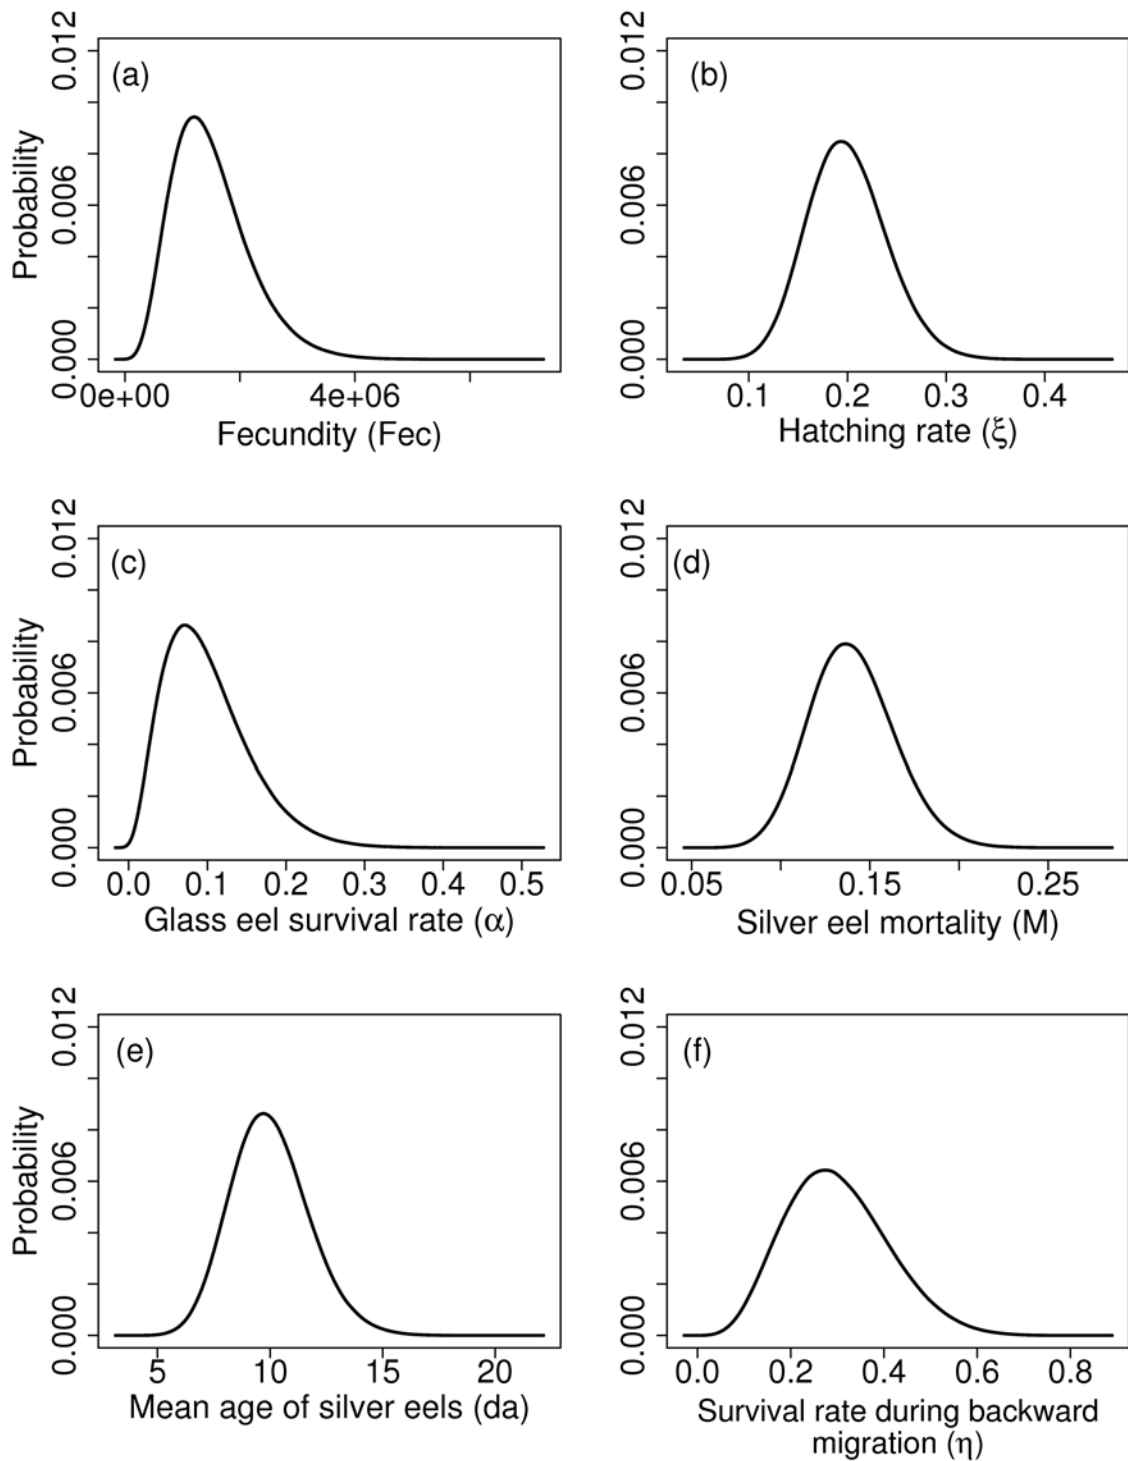 (a)
Probability
0.000 0.006 0.012
0e+00 4e+06
Fecundity (Fec)
(b)
0.000 0.006 0.012
0.1 0.2 0.3 0.4
Hatching rate (ξ)
(c)
Probability
0.000 0.006 0.012
0.0 0.1 0.2 0.3 0.4 0.5
Glass eel survival rate (α)
(d)
0.000 0.006 0.012
0.05 0.15 0.25
Silver eel mortality (M)
(e)
Probability
0.000 0.006 0.012
5 10 15 20
Mean age of silver eels (da)
(f)
0.000 0.006 0.012
0.0 0.2 0.4 0.6 0.8
Survival rate during backward
migration (η)